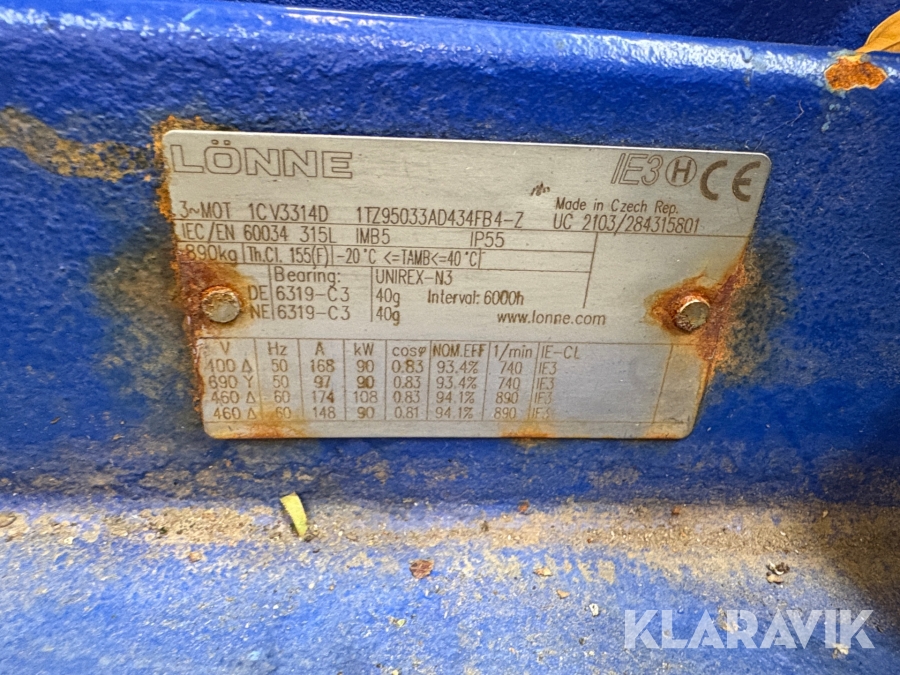 LÖNNE IE3 H CE
Made in Czech Rep.
3~MOT 1CV3314D 1TZ95033AD434FB4-Z UC 2103/284315801
IEC/EN 60034 315L IMB5 IP55
890kg Th.Cl. 155(F) -20°C <=TAMB<=40°C
Bearing: UNIREX-N3
DE 6319-C3 40g Interval: 6000h
NE 6319-C3 40g www.lonne.com
V Hz A kW cosφ NOM.EFF 1/min IE-CL
400 Δ 50 168 90 0.83 93.4% 740 IE3
690 Y 50 97 90 0.83 93.4% 740 IE3
460 Δ 60 174 108 0.83 94.1% 890 IE3
460 Δ 60 148 90 0.81 94.1% 890 IE3
KLARAVIK